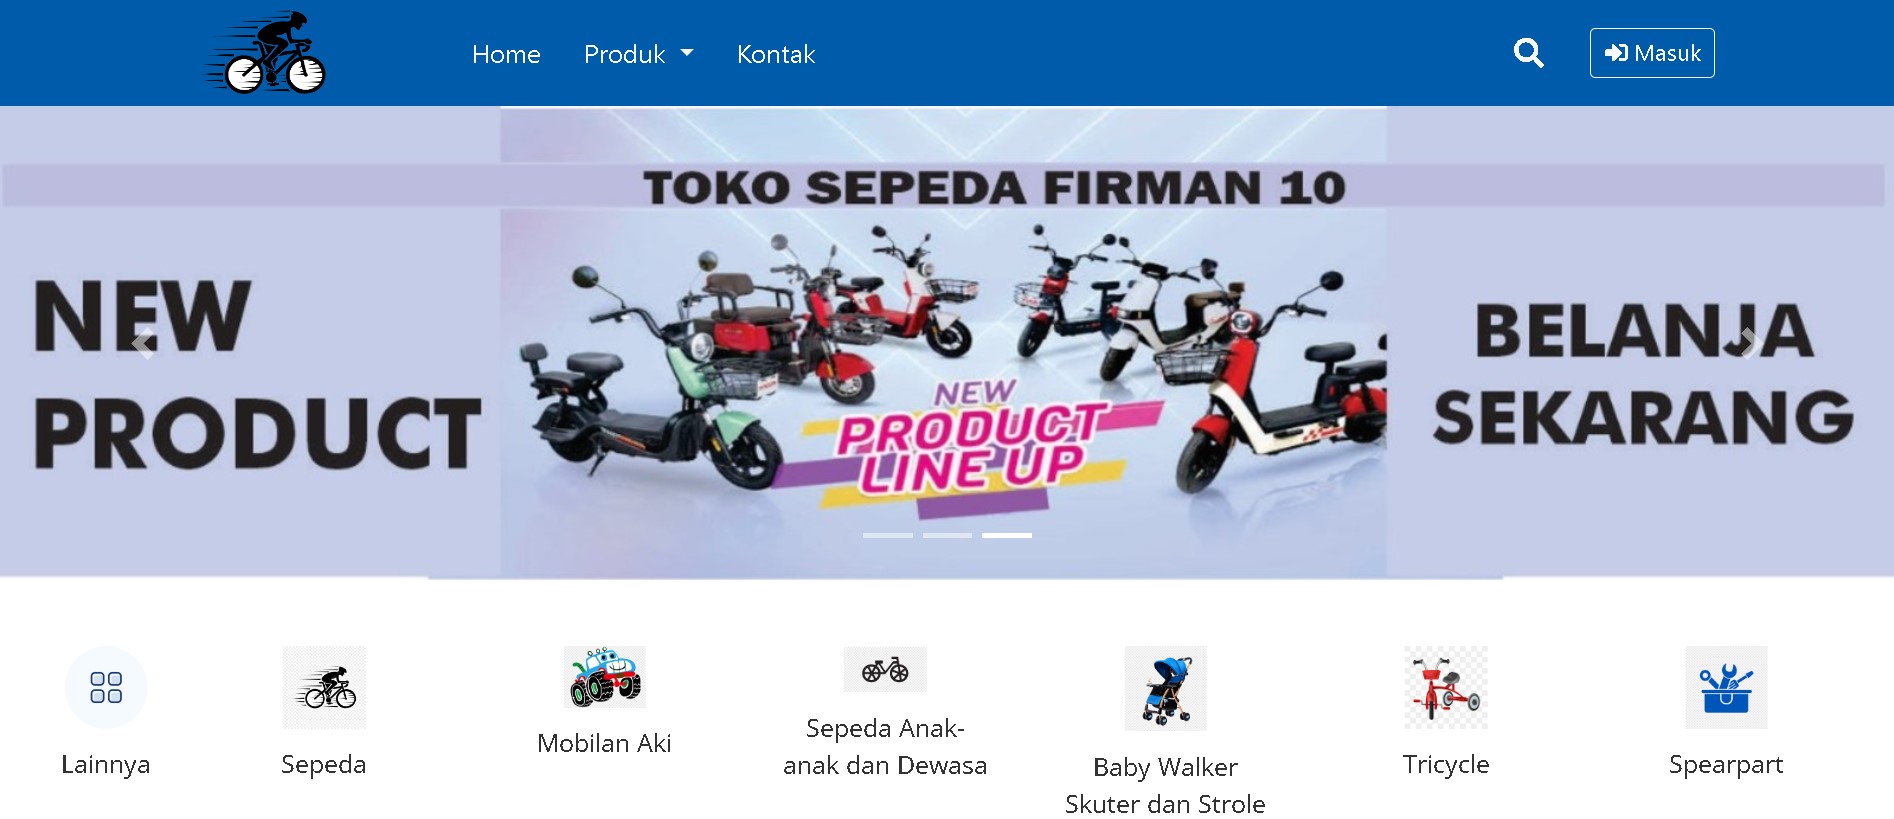 Home Produk Kontak Masuk
TOKO SEPEDA FIRMAN 10
NEW
PRODUCT
NEW
PRODUCT
LINE UP
BELANJA
SEKARANG
Lainnya
Sepeda
Mobilan Aki
Sepeda Anak-
anak dan Dewasa
Baby Walker
Skuter dan Strole
Tricycle
Spearpart